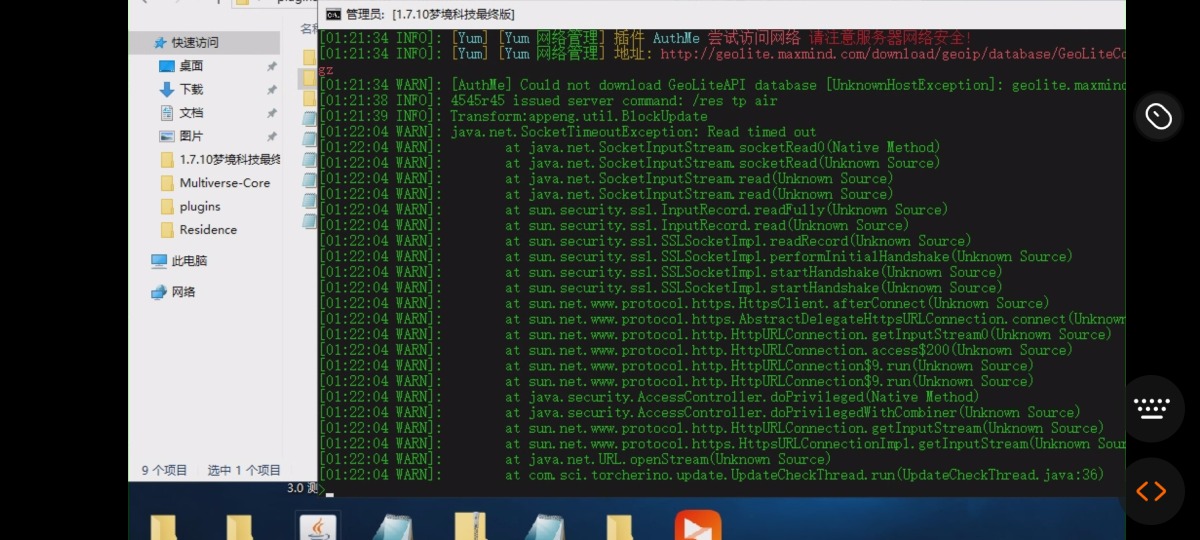 plugins
管理员: [1.7.10梦境科技最终版]
快速访问
桌面
下载
文档
图片
1.7.10梦境科技最终
Multiverse-Core
plugins
Residence
此电脑
网络
9 个项目 选中 1 个项目
3.0 测
[01:21:34 INFO]: [Yum] [Yum 网络管理] 插件 AuthMe 尝试访问网络 请注意服务器网络安全!
[01:21:34 INFO]: [Yum] [Yum 网络管理] 地址: http://geolite.maxmind.com/download/geoip/database/GeoLiteCo
gz
[01:21:34 WARN]: [AuthMe] Could not download GeoLiteAPI database [UnknownHostException]: geolite.maxmind
[01:21:38 INFO]: 4545r45 issued server command: /res tp air
[01:21:39 INFO]: Transform:appeng.util.BlockUpdate
[01:22:04 WARN]: java.net.SocketTimeoutException: Read timed out
[01:22:04 WARN]: at java.net.SocketInputStream.socketRead0(Native Method)
[01:22:04 WARN]: at java.net.SocketInputStream.socketRead(Unknown Source)
[01:22:04 WARN]: at java.net.SocketInputStream.read(Unknown Source)
[01:22:04 WARN]: at java.net.SocketInputStream.read(Unknown Source)
[01:22:04 WARN]: at sun.security.ssl.InputRecord.readFully(Unknown Source)
[01:22:04 WARN]: at sun.security.ssl.InputRecord.read(Unknown Source)
[01:22:04 WARN]: at sun.security.ssl.SSLSocketImpl.readRecord(Unknown Source)
[01:22:04 WARN]: at sun.security.ssl.SSLSocketImpl.performInitialHandshake(Unknown Source)
[01:22:04 WARN]: at sun.security.ssl.SSLSocketImpl.startHandshake(Unknown Source)
[01:22:04 WARN]: at sun.security.ssl.SSLSocketImpl.startHandshake(Unknown Source)
[01:22:04 WARN]: at sun.net.www.protocol.https.HttpsClient.afterConnect(Unknown Source)
[01:22:04 WARN]: at sun.net.www.protocol.https.AbstractDelegateHttpsURLConnection.connect(Unknown
[01:22:04 WARN]: at sun.net.www.protocol.http.HttpURLConnection.getInputStream0(Unknown Source)
[01:22:04 WARN]: at sun.net.www.protocol.http.HttpURLConnection.access$200(Unknown Source)
[01:22:04 WARN]: at sun.net.www.protocol.http.HttpURLConnection$9.run(Unknown Source)
[01:22:04 WARN]: at sun.net.www.protocol.http.HttpURLConnection$9.run(Unknown Source)
[01:22:04 WARN]: at java.security.AccessController.doPrivileged(Native Method)
[01:22:04 WARN]: at java.security.AccessController.doPrivilegedWithCombiner(Unknown Source)
[01:22:04 WARN]: at sun.net.www.protocol.http.HttpURLConnection.getInputStream(Unknown Source)
[01:22:04 WARN]: at sun.net.www.protocol.https.HttpsURLConnectionImpl.getInputStream(Unknown Sour
[01:22:04 WARN]: at java.net.URL.openStream(Unknown Source)
[01:22:04 WARN]: at com.sci.torcherino.update.UpdateCheckThread.run(UpdateCheckThread.java:36)
>